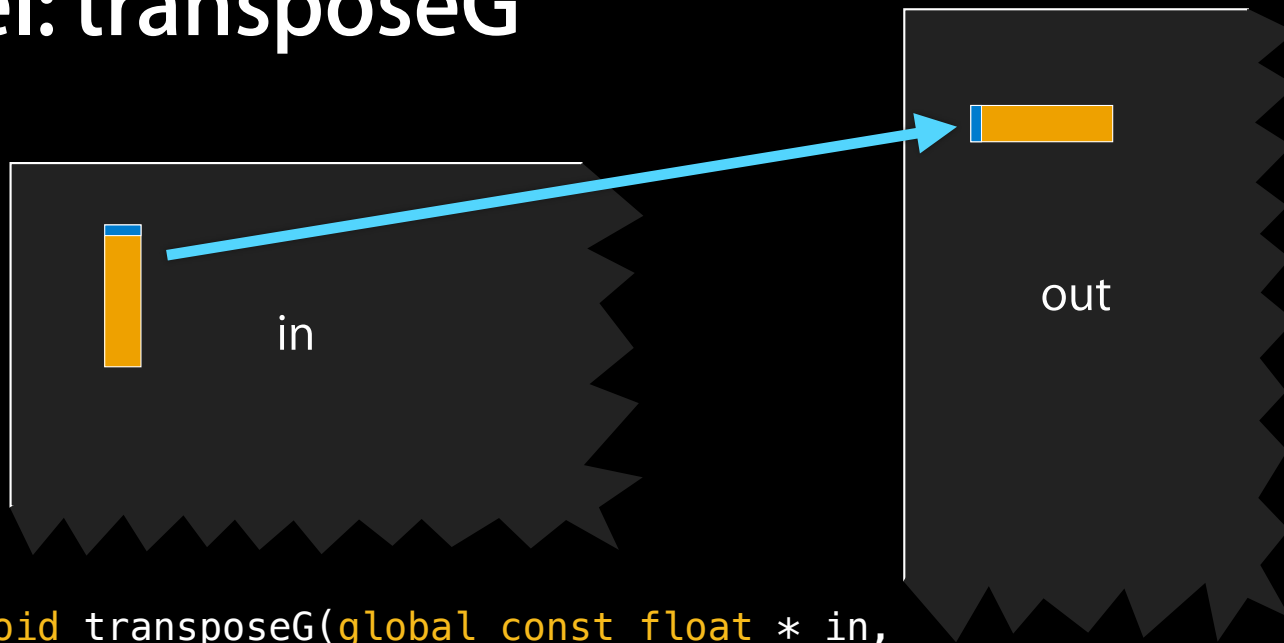 el: transposeG
out
in
oid transposeG(global const float * in,